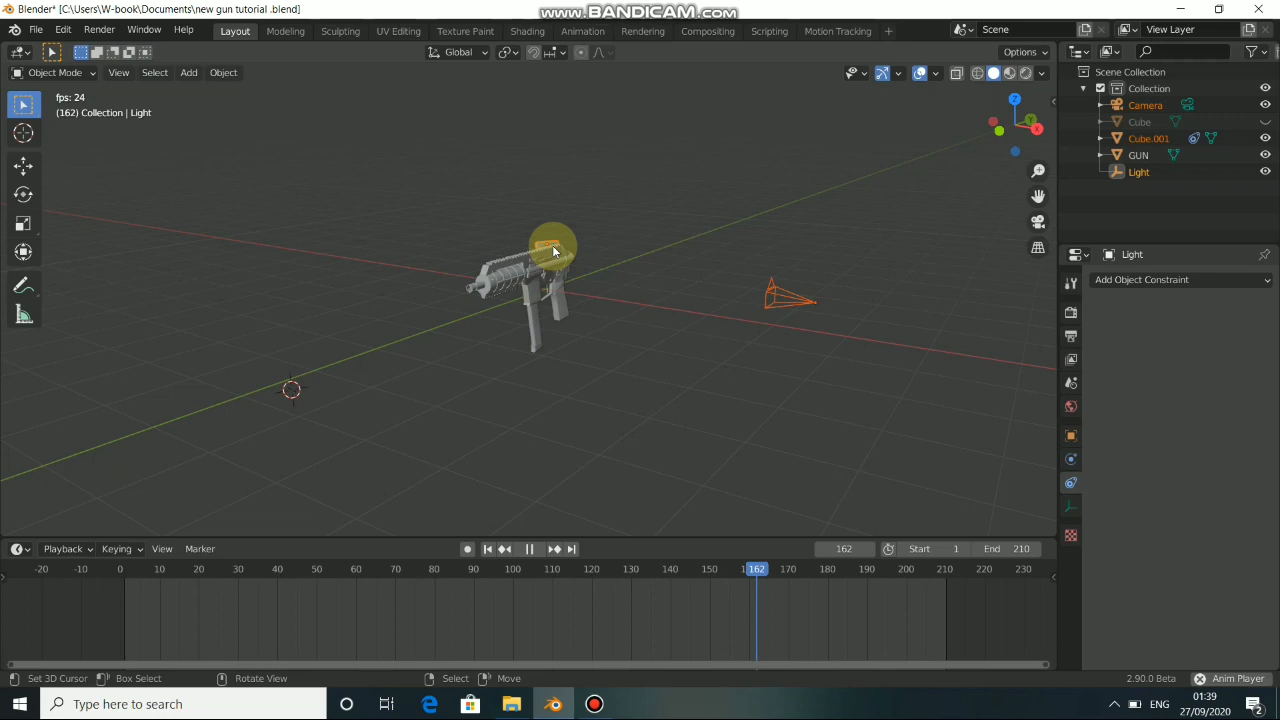 Blender* [C:\Users\W-book\Documents\new gun tutorial .blend]
www.BANDICAM.com
File Edit Render Window Help
Layout Modeling Sculpting UV Editing Texture Paint Shading Animation Rendering Compositing Scripting Motion Tracking +
Scene
View Layer
Global
Options
Object Mode View Select Add Object
fps: 24
(162) Collection | Light
Z
Y
X
Scene Collection
Collection
Camera
Cube
Cube.001
GUN
Light
Light
Add Object Constraint
Playback Keying View Marker
162
Start 1
End 210
-20 -10 0 10 20 30 40 50 60 70 80 90 100 110 120 130 140 150 162 170 180 190 200 210 220 230
Set 3D Cursor Box Select Rotate View Select Move
2.90.0 Beta
Anim Player
Type here to search
ENG
01:39
27/09/2020
2